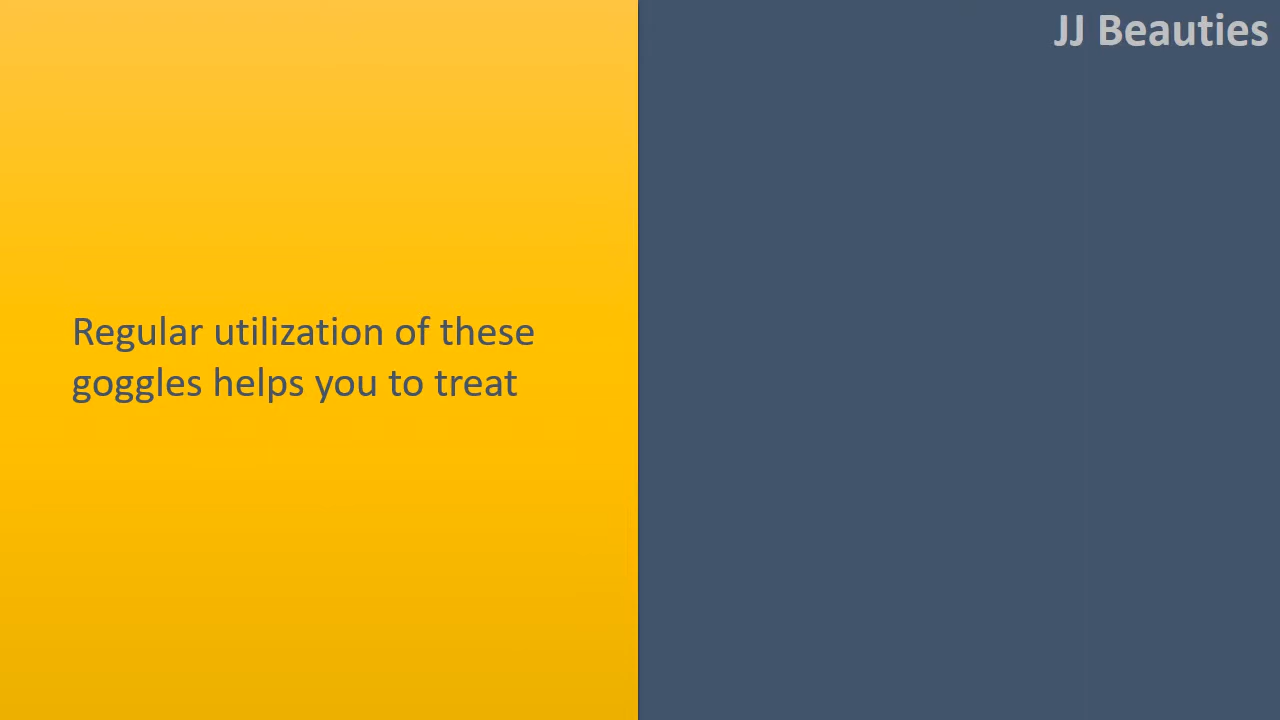 JJ Beauties
Regular utilization of these
goggles helps you to treat